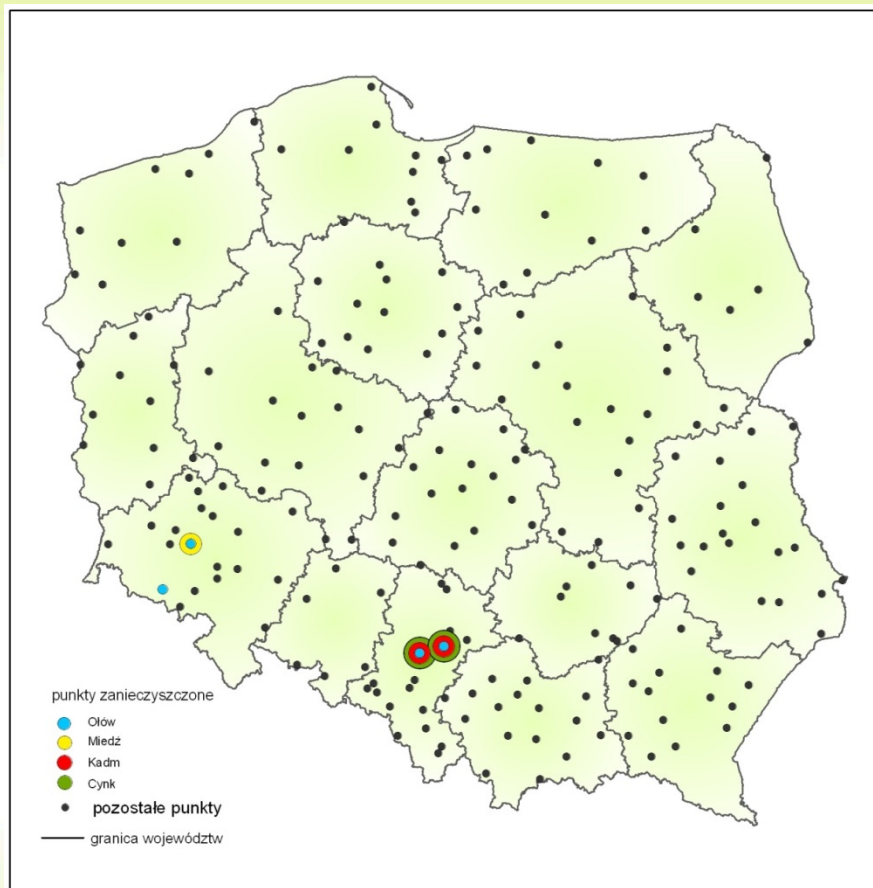 punkty zanieczyszczone
Ołów
Miedź
Kadm
Cynk
pozostałe punkty
granica województw